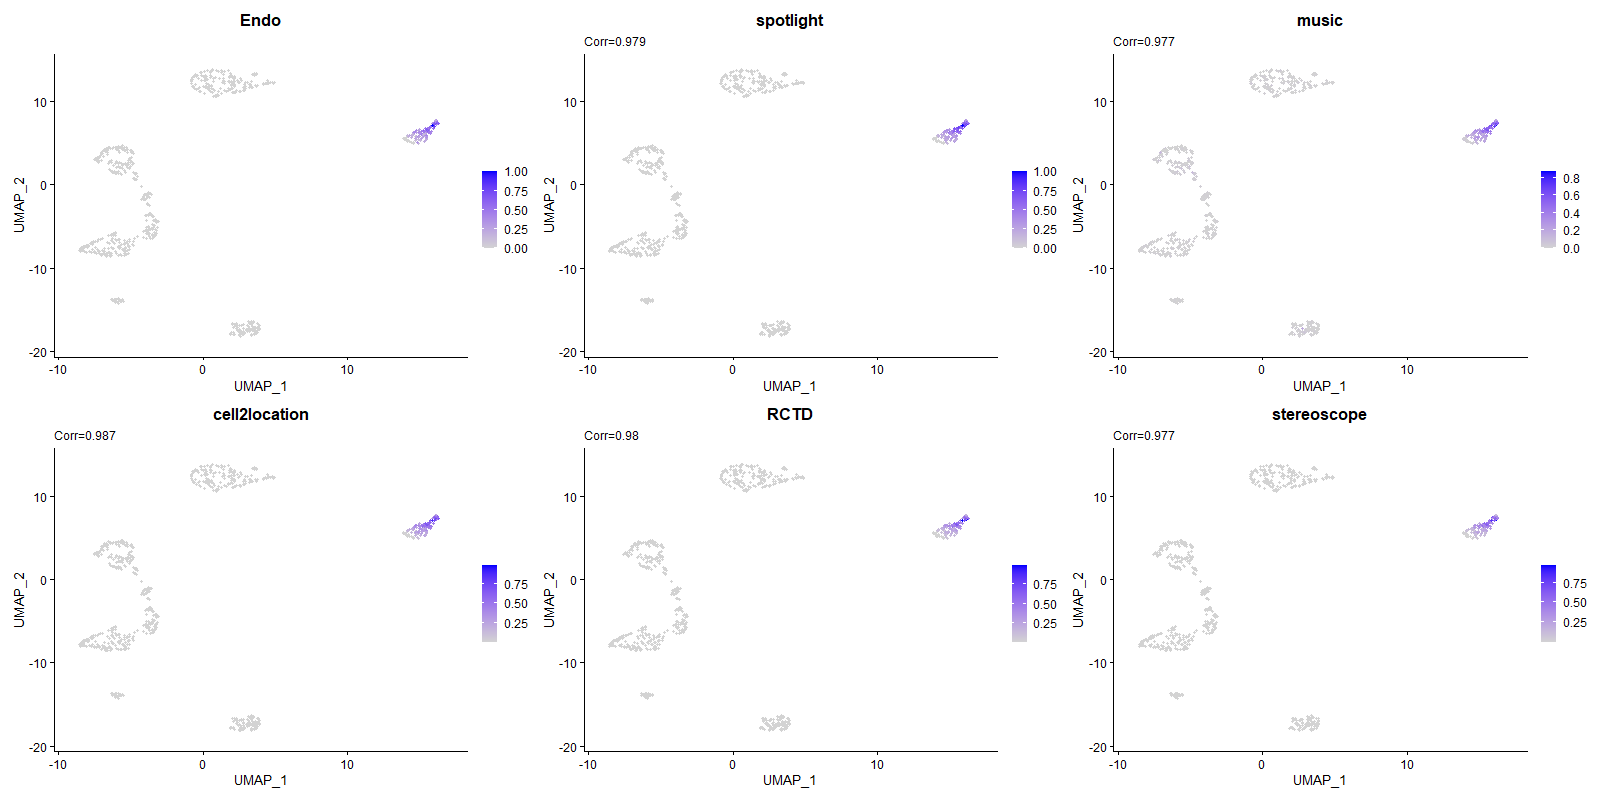 Endo
spotlight
music
Corr=0.979
Corr=0.977
10
0
-10
-20
-10
0
10
UMAP_2
UMAP_1
1.00
0.75
0.50
0.25
0.00
10
0
-10
-20
-10
0
10
UMAP_2
UMAP_1
1.00
0.75
0.50
0.25
0.00
10
0
-10
-20
-10
0
10
UMAP_2
UMAP_1
0.8
0.6
0.4
0.2
0.0
cell2location
RCTD
stereoscope
Corr=0.987
Corr=0.98
Corr=0.977
10
0
-10
-20
-10
0
10
UMAP_2
UMAP_1
0.75
0.50
0.25
10
0
-10
-20
-10
0
10
UMAP_2
UMAP_1
0.75
0.50
0.25
10
0
-10
-20
-10
0
10
UMAP_2
UMAP_1
0.75
0.50
0.25